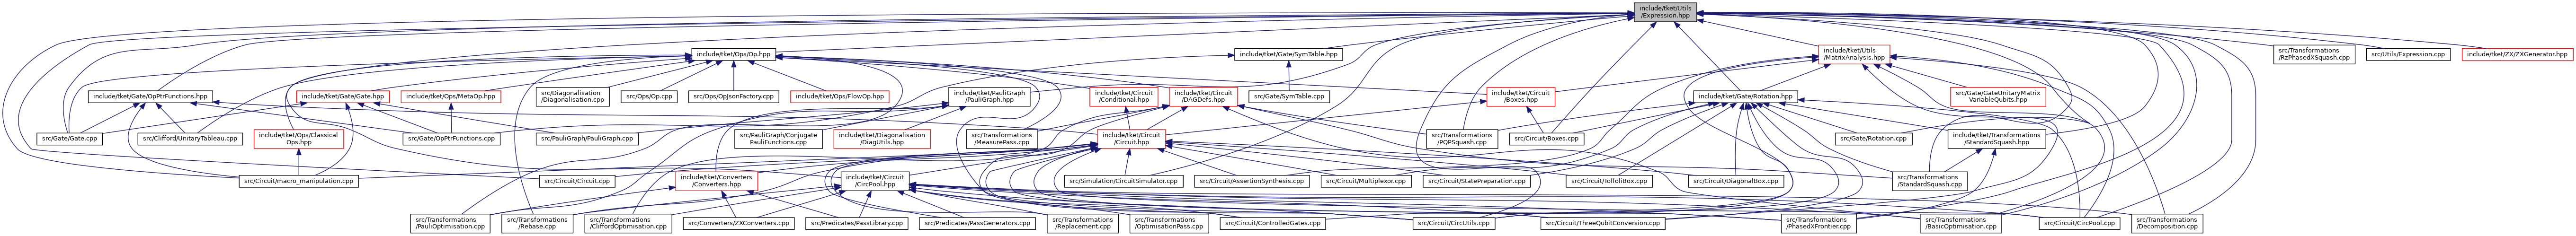 include/tket/Utils
/Expression.hpp
include/tket/Ops/Op.hpp
include/tket/Gate/SymTable.hpp
include/tket/Utils
/MatrixAnalysis.hpp
src/Transformations
/RzPhasedXSquash.cpp
src/Utils/Expression.cpp
include/tket/ZX/ZXGenerator.hpp
include/tket/Gate/OpPtrFunctions.hpp
include/tket/Gate/Gate.hpp
include/tket/Ops/MetaOp.hpp
src/Diagonalisation
/Diagonalisation.cpp
src/Ops/Op.cpp
src/Ops/OpJsonFactory.cpp
include/tket/Ops/FlowOp.hpp
include/tket/PauliGraph
/PauliGraph.hpp
include/tket/Circuit
/Conditional.hpp
include/tket/Circuit
/DAGDefs.hpp
src/Gate/SymTable.cpp
include/tket/Circuit
/Boxes.hpp
include/tket/Gate/Rotation.hpp
src/Gate/GateUnitaryMatrix
VariableQubits.hpp
src/Gate/Gate.cpp
src/Clifford/UnitaryTableau.cpp
include/tket/Ops/Classical
Ops.hpp
src/Gate/OpPtrFunctions.cpp
src/PauliGraph/PauliGraph.cpp
src/PauliGraph/Conjugate
PauliFunctions.cpp
include/tket/Diagonalisation
/DiagUtils.hpp
src/Transformations
/MeasurePass.cpp
include/tket/Circuit
/Circuit.hpp
src/Transformations
/PQPSquash.cpp
src/Circuit/Boxes.cpp
src/Gate/Rotation.cpp
include/tket/Transformations
/StandardSquash.hpp
src/Circuit/macro_manipulation.cpp
src/Circuit/Circuit.cpp
include/tket/Converters
/Converters.hpp
include/tket/Circuit
/CircPool.hpp
src/Simulation/CircuitSimulator.cpp
src/Circuit/AssertionSynthesis.cpp
src/Circuit/Multiplexor.cpp
src/Circuit/StatePreparation.cpp
src/Circuit/ToffoliBox.cpp
src/Circuit/DiagonalBox.cpp
src/Transformations
/StandardSquash.cpp
src/Transformations
/PauliOptimisation.cpp
src/Transformations
/Rebase.cpp
src/Transformations
/CliffordOptimisation.cpp
src/Converters/ZXConverters.cpp
src/Predicates/PassLibrary.cpp
src/Predicates/PassGenerators.cpp
src/Transformations
/Replacement.cpp
src/Transformations
/OptimisationPass.cpp
src/Circuit/ControlledGates.cpp
src/Circuit/CircUtils.cpp
src/Circuit/ThreeQubitConversion.cpp
src/Transformations
/PhasedXFrontier.cpp
src/Transformations
/BasicOptimisation.cpp
src/Circuit/CircPool.cpp
src/Transformations
/Decomposition.cpp